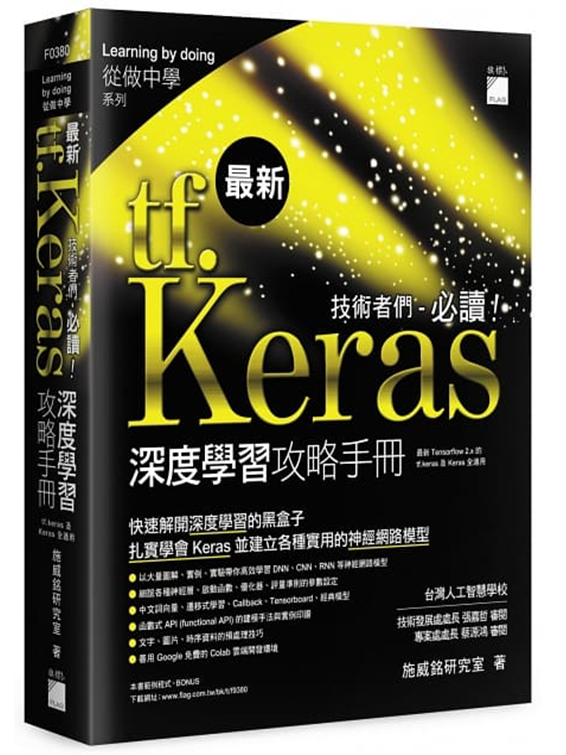 F0380
Learning
by doing
從做中學
最新
tf.Keras
技術者們-必讀!
深度學習
攻略手冊
tf.keras 及
Keras 全適用
施威銘研究室 著
旗標
FLAG
Learning by doing
從做中學
系列
旗標
FLAG
最新
tf.
Keras
技術者們-必讀!
深度學習攻略手冊
最新 Tensorflow 2.x 的
tf.keras 及 Keras 全適用
快速解開深度學習的黑盒子
扎實學會 Keras 並建立各種實用的神經網路模型
以大量圖解、實例、實驗帶你高效學習 DNN、CNN、RNN 等神經網路模型
細說各種神經層、啟動函數、優化器、評量準則的參數設定
中文詞向量、遷移式學習、Callback、Tensorboard、經典模型
函數式 API (functional API) 的建模手法與實例印證
文字、圖片、時序資料的預處理技巧
善用 Google 免費的 Colab 雲端開發環境
台灣人工智慧學校
技術發展處處長 張嘉哲 審閱
專案處處長 蔡源鴻 審閱
施威銘研究室 著
本書範例程式、BONUS
下載網址:www.flag.com.tw/bk/t/f0380